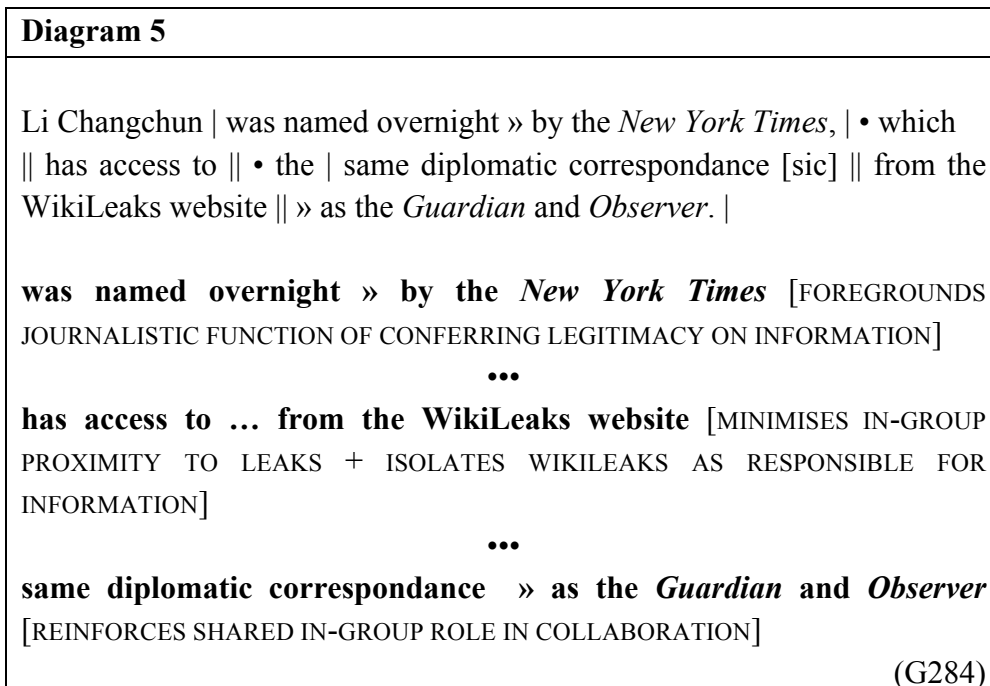 Diagram 5
Li Changchun | was named overnight » by the New York Times, | • which
|| has access to || • the | same diplomatic correspondance [sic] || from the
WikiLeaks website || » as the Guardian and Observer. |
was named overnight » by the New York Times [FOREGROUNDS
JOURNALISTIC FUNCTION OF CONFERRING LEGITIMACY ON INFORMATION]
•••
has access to … from the WikiLeaks website [MINIMISES IN-GROUP
PROXIMITY TO LEAKS + ISOLATES WIKILEAKS AS RESPONSIBLE FOR
INFORMATION]
•••
same diplomatic correspondance » as the Guardian and Observer
[REINFORCES SHARED IN-GROUP ROLE IN COLLABORATION]
(G284)